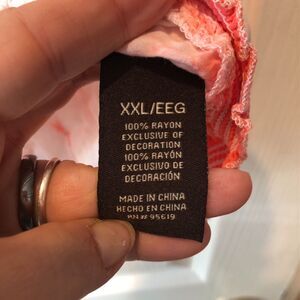 XXL/EEG
100% RAYON
EXCLUSIVE OF
DECORATION
100% RAYÓN
EXCLUSIVO DE
DECORACIÓN
MADE IN CHINA
HECHO EN CHINA
RN# 95619